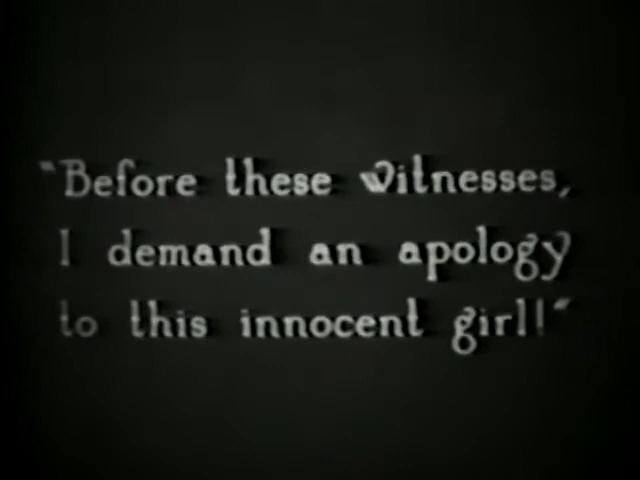 "Before these witnesses,
I demand an apology
to this innocent girl!"